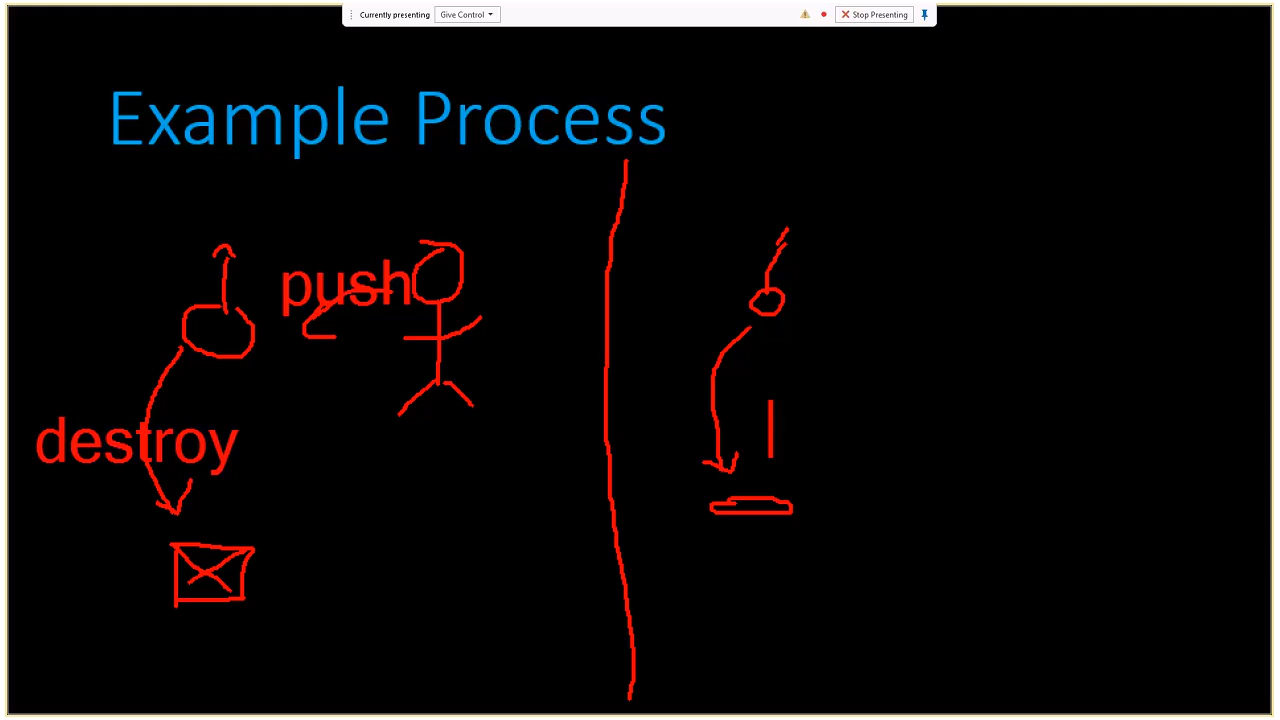 Currently presenting Give Control Stop Presenting
Example Process
push
destroy